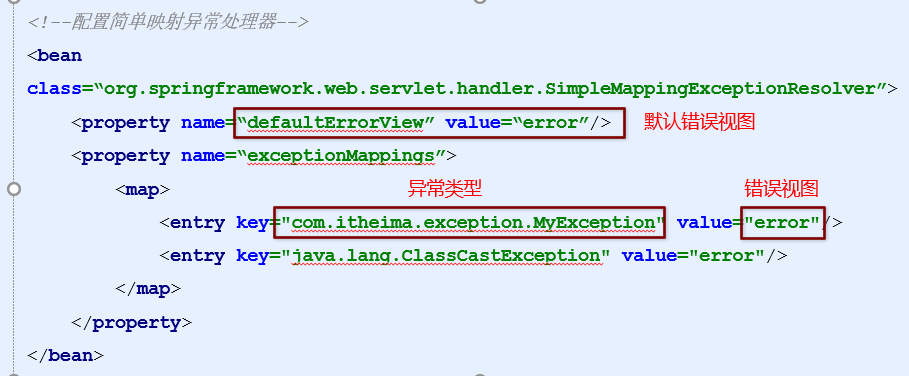 <!--配置简单映射异常处理器-->
<bean
class=“org.springframework.web.servlet.handler.SimpleMappingExceptionResolver”>
<property name=“defaultErrorView” value=“error”/> 默认错误视图
<property name=“exceptionMappings”>
<map> 异常类型 错误视图
<entry key="com.itheima.exception.MyException" value="error"/>
<entry key="java.lang.ClassCastException" value="error"/>
</map>
</property>
</bean>